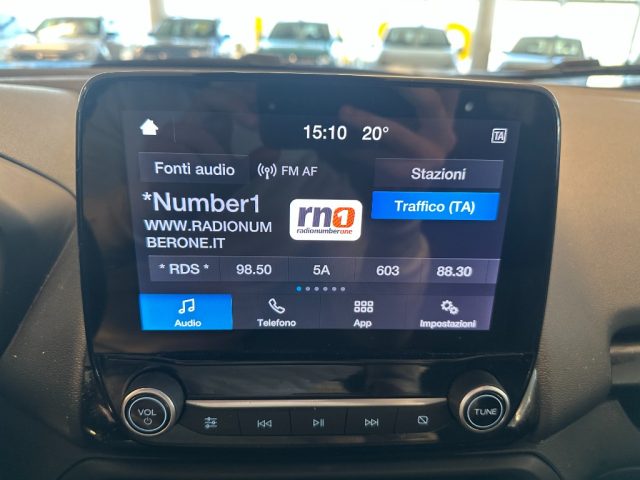 15:10 20°
TA
Fonti audio
FM AF
Stazioni
*Number1
Traffico (TA)
WWW.RADIONUM
BERONE.IT
rn1
radionumberone
* RDS * 98.50 5A 603 88.30
Audio Telefono App Impostazioni
VOL
TUNE